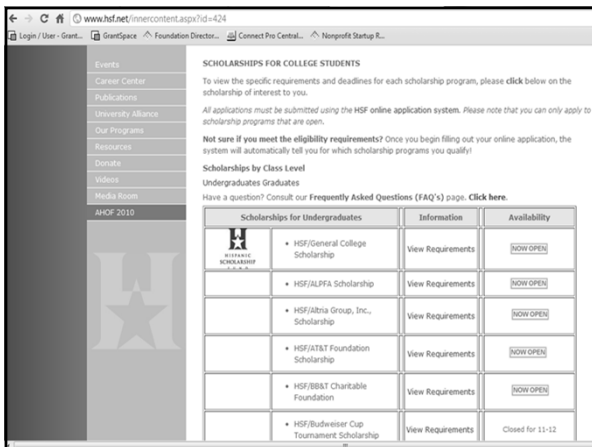 www.hsf.net/innercontent.aspx?id=424
Login / User - Grant... GrantSpace Foundation Director... Connect Pro Central... Nonprofit Startup R...
Events
Career Center
Publications
University Alliance
Our Programs
Resources
Donate
Videos
Media Room
AHOF 2010
SCHOLARSHIPS FOR COLLEGE STUDENTS
To view the specific requirements and deadlines for each scholarship program, please click below on the
scholarship of interest to you.
All applications must be submitted using the HSF online application system. Please note that you can only apply to
scholarship programs that are open.
Not sure if you meet the eligibility requirements? Once you begin filling out your online application, the
system will automatically tell you for which scholarship programs you qualify!
Scholarships by Class Level
Undergraduates Graduates
Have a question? Consult our Frequently Asked Questions (FAQ's) page. Click here.
Scholarships for Undergraduates Information Availability
HISPANIC
SCHOLARSHIP
FUND
• HSF/General College
Scholarship
View Requirements
NOW OPEN
• HSF/ALPFA Scholarship
View Requirements
NOW OPEN
• HSF/Altria Group, Inc.,
Scholarship
View Requirements
NOW OPEN
• HSF/AT&T Foundation
Scholarship
View Requirements
NOW OPEN
• HSF/BB&T Charitable
Foundation
View Requirements
NOW OPEN
• HSF/Budweiser Cup
Tournament Scholarship
View Requirements
Closed for 11-12